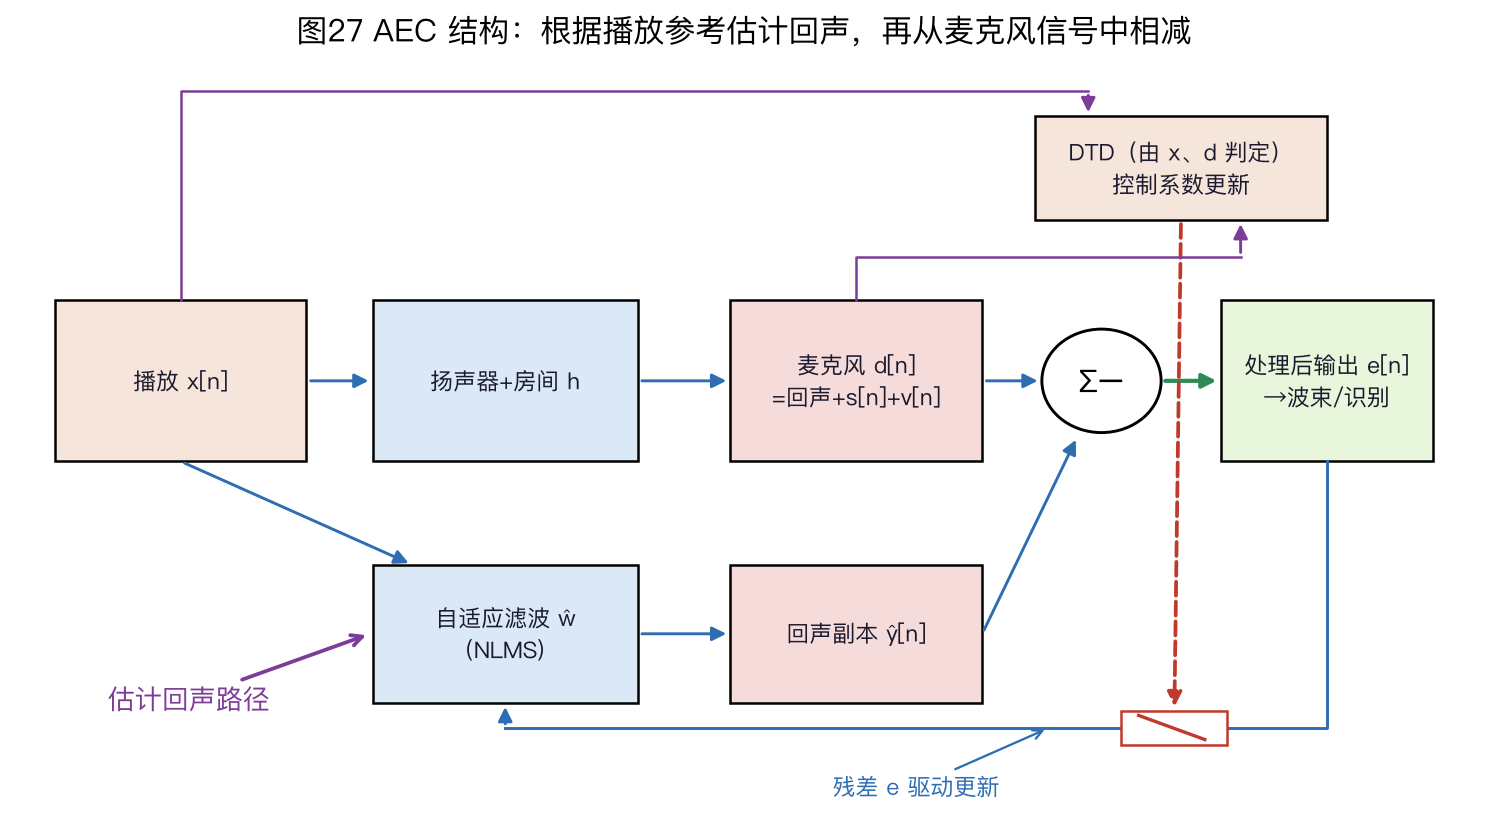 图27 AEC 结构：根据播放参考估计回声，再从麦克风信号中相减
DTD（由 x、d 判定）
控制系数更新
播放 x[n]
扬声器+房间 h
麦克风 d[n]
=回声+s[n]+v[n]
Σ−
处理后输出 e[n]
→波束/识别
自适应滤波 ŵ
(NLMS)
回声副本 ŷ[n]
估计回声路径
残差 e 驱动更新